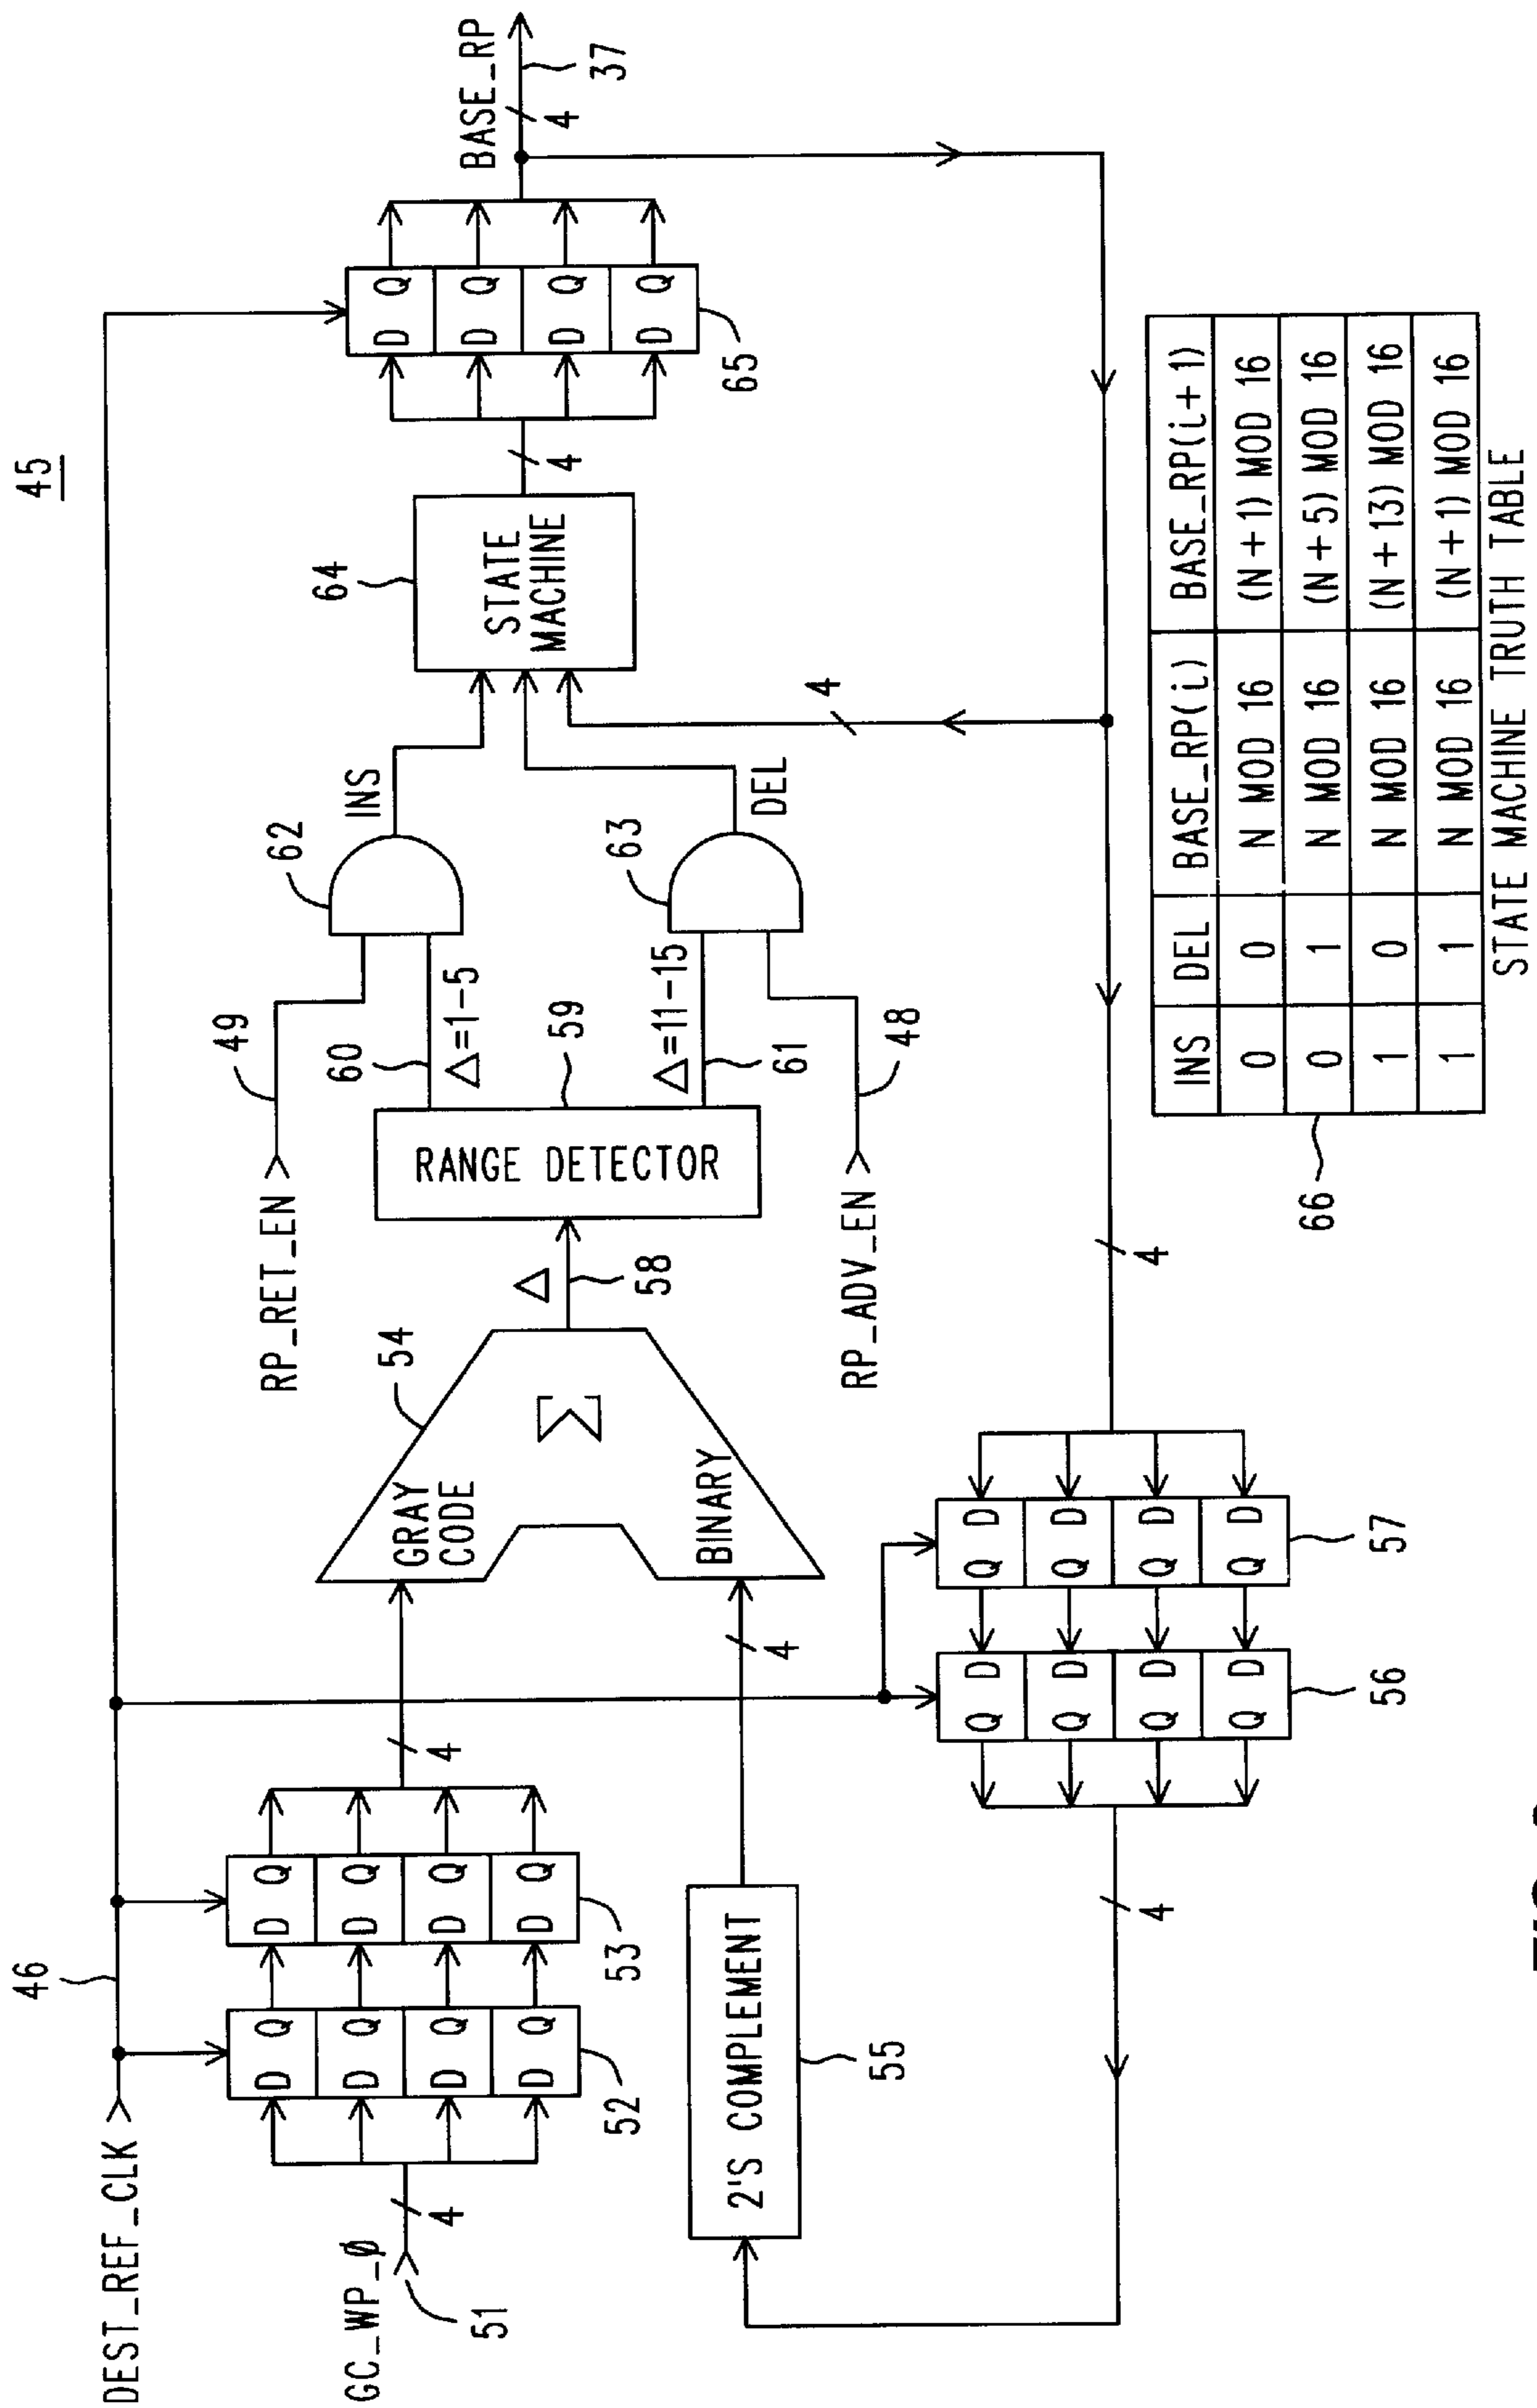 45
DEST_REF_CLK
46
GC_WP_Ø
51
4
D Q
D Q
D Q
D Q
52
D Q
D Q
D Q
D Q
53
4
GRAY CODE
BINARY
Σ
54
2'S COMPLEMENT
55
4
Δ
58
RANGE DETECTOR
59
RP_RET_EN
49
60
Δ=1-5
Δ=11-15
61
RP_ADV_EN
48
62
INS
63
DEL
64
STATE MACHINE
4
4
D Q
D Q
D Q
D Q
65
BASE_RP
4
37
4
Q D
Q D
Q D
Q D
57
Q D
Q D
Q D
Q D
56
4
66
INS DEL BASE_RP(i) BASE_RP(i+1)
0 0 N MOD 16 (N+1) MOD 16
0 1 N MOD 16 (N+5) MOD 16
1 0 N MOD 16 (N+13) MOD 16
1 1 N MOD 16 (N+1) MOD 16
STATE MACHINE TRUTH TABLE